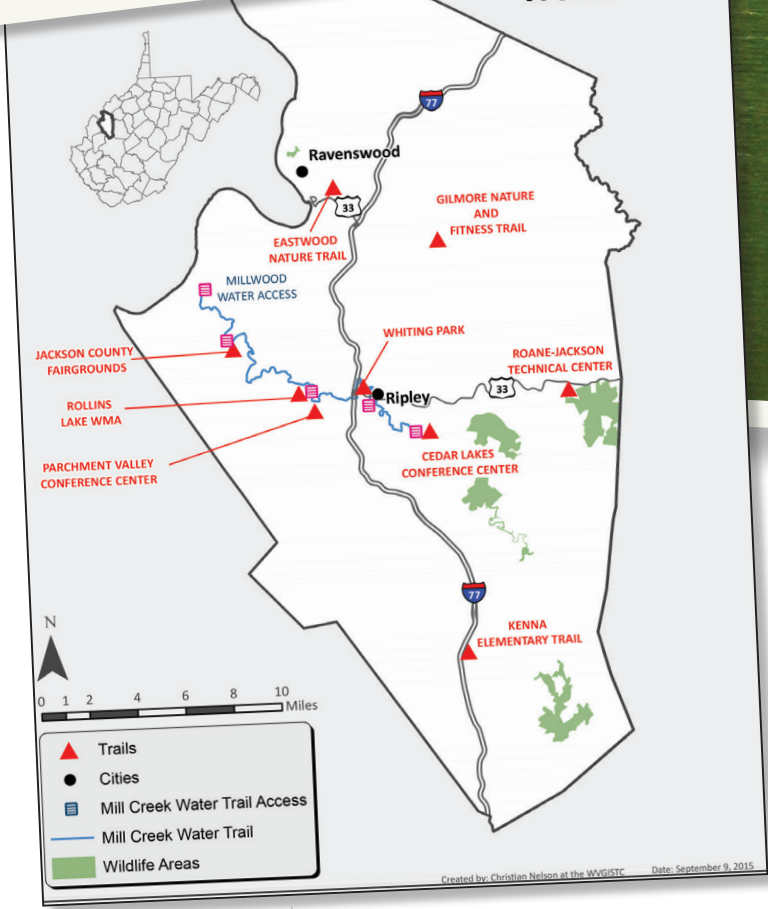 77
Ravenswood
33
GILMORE NATURE
AND
FITNESS TRAIL
EASTWOOD
NATURE TRAIL
MILLWOOD
WATER ACCESS
WHITING PARK
JACKSON COUNTY
FAIRGROUNDS
ROANE-JACKSON
TECHNICAL CENTER
Ripley
33
ROLLINS
LAKE WMA
CEDAR LAKES
CONFERENCE CENTER
PARCHMENT VALLEY
CONFERENCE CENTER
77
KENNA
ELEMENTARY TRAIL
N
0 1 2 4 6 8 10
Miles
Trails
Cities
Mill Creek Water Trail Access
Mill Creek Water Trail
Wildlife Areas
Created by: Christian Nelson at the WVGISTC Date: September 9, 2015